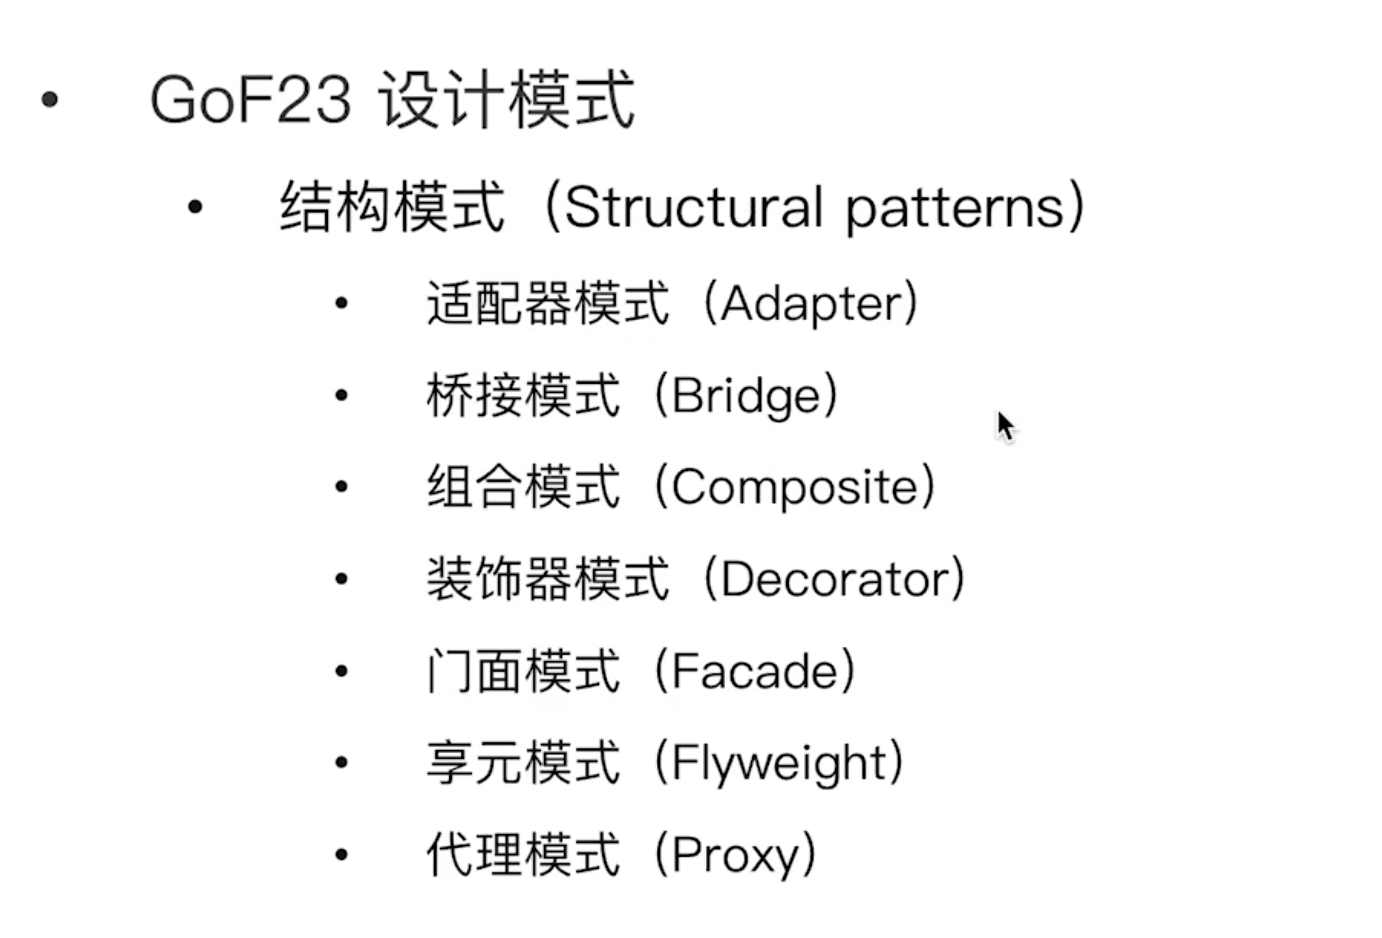 • GoF23 设计模式
• 结构模式（Structural patterns）
• 适配器模式（Adapter）
• 桥接模式（Bridge）
• 组合模式（Composite）
• 装饰器模式（Decorator）
• 门面模式（Facade）
• 享元模式（Flyweight）
• 代理模式（Proxy）